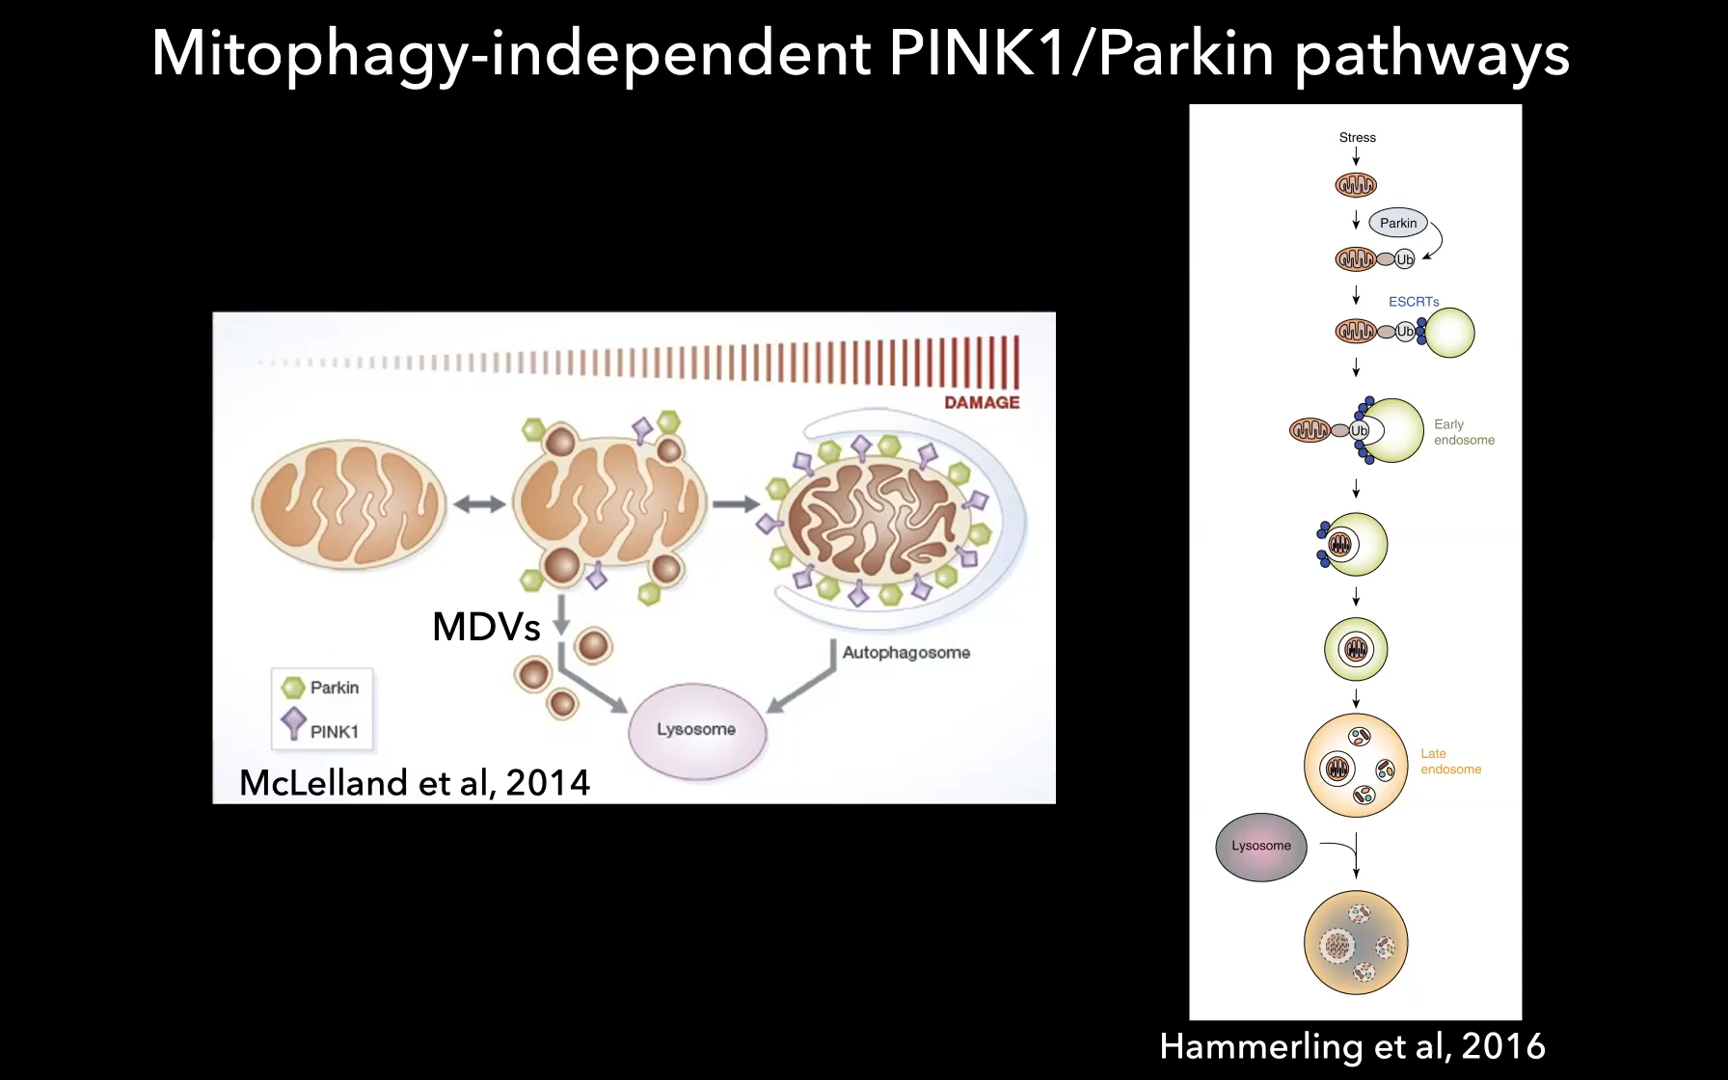 Mitophagy-independent PINK1/Parkin pathways
DAMAGE
MDVs
Autophagosome
Parkin
PINK1
Lysosome
McLelland et al, 2014
Stress
Parkin
Ub
ESCRTs
Ub
Ub
Early
endosome
Late
endosome
Lysosome
Hammerling et al, 2016